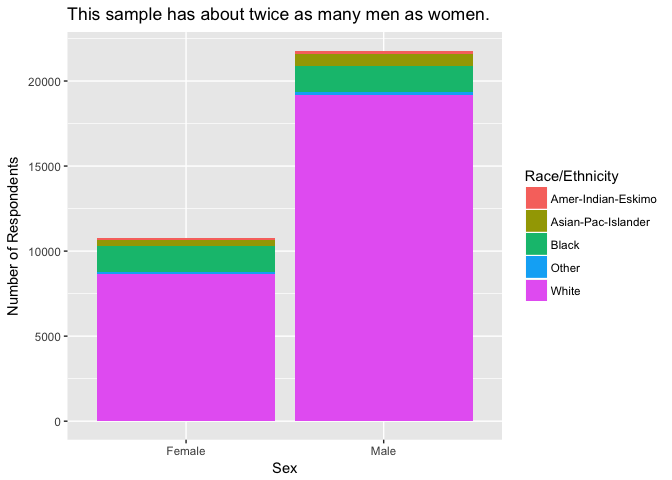 This sample has about twice as many men as women.
Number of Respondents
20000
15000
10000
5000
0
Female
Male
Sex
Race/Ethnicity
Amer-Indian-Eskimo
Asian-Pac-Islander
Black
Other
White